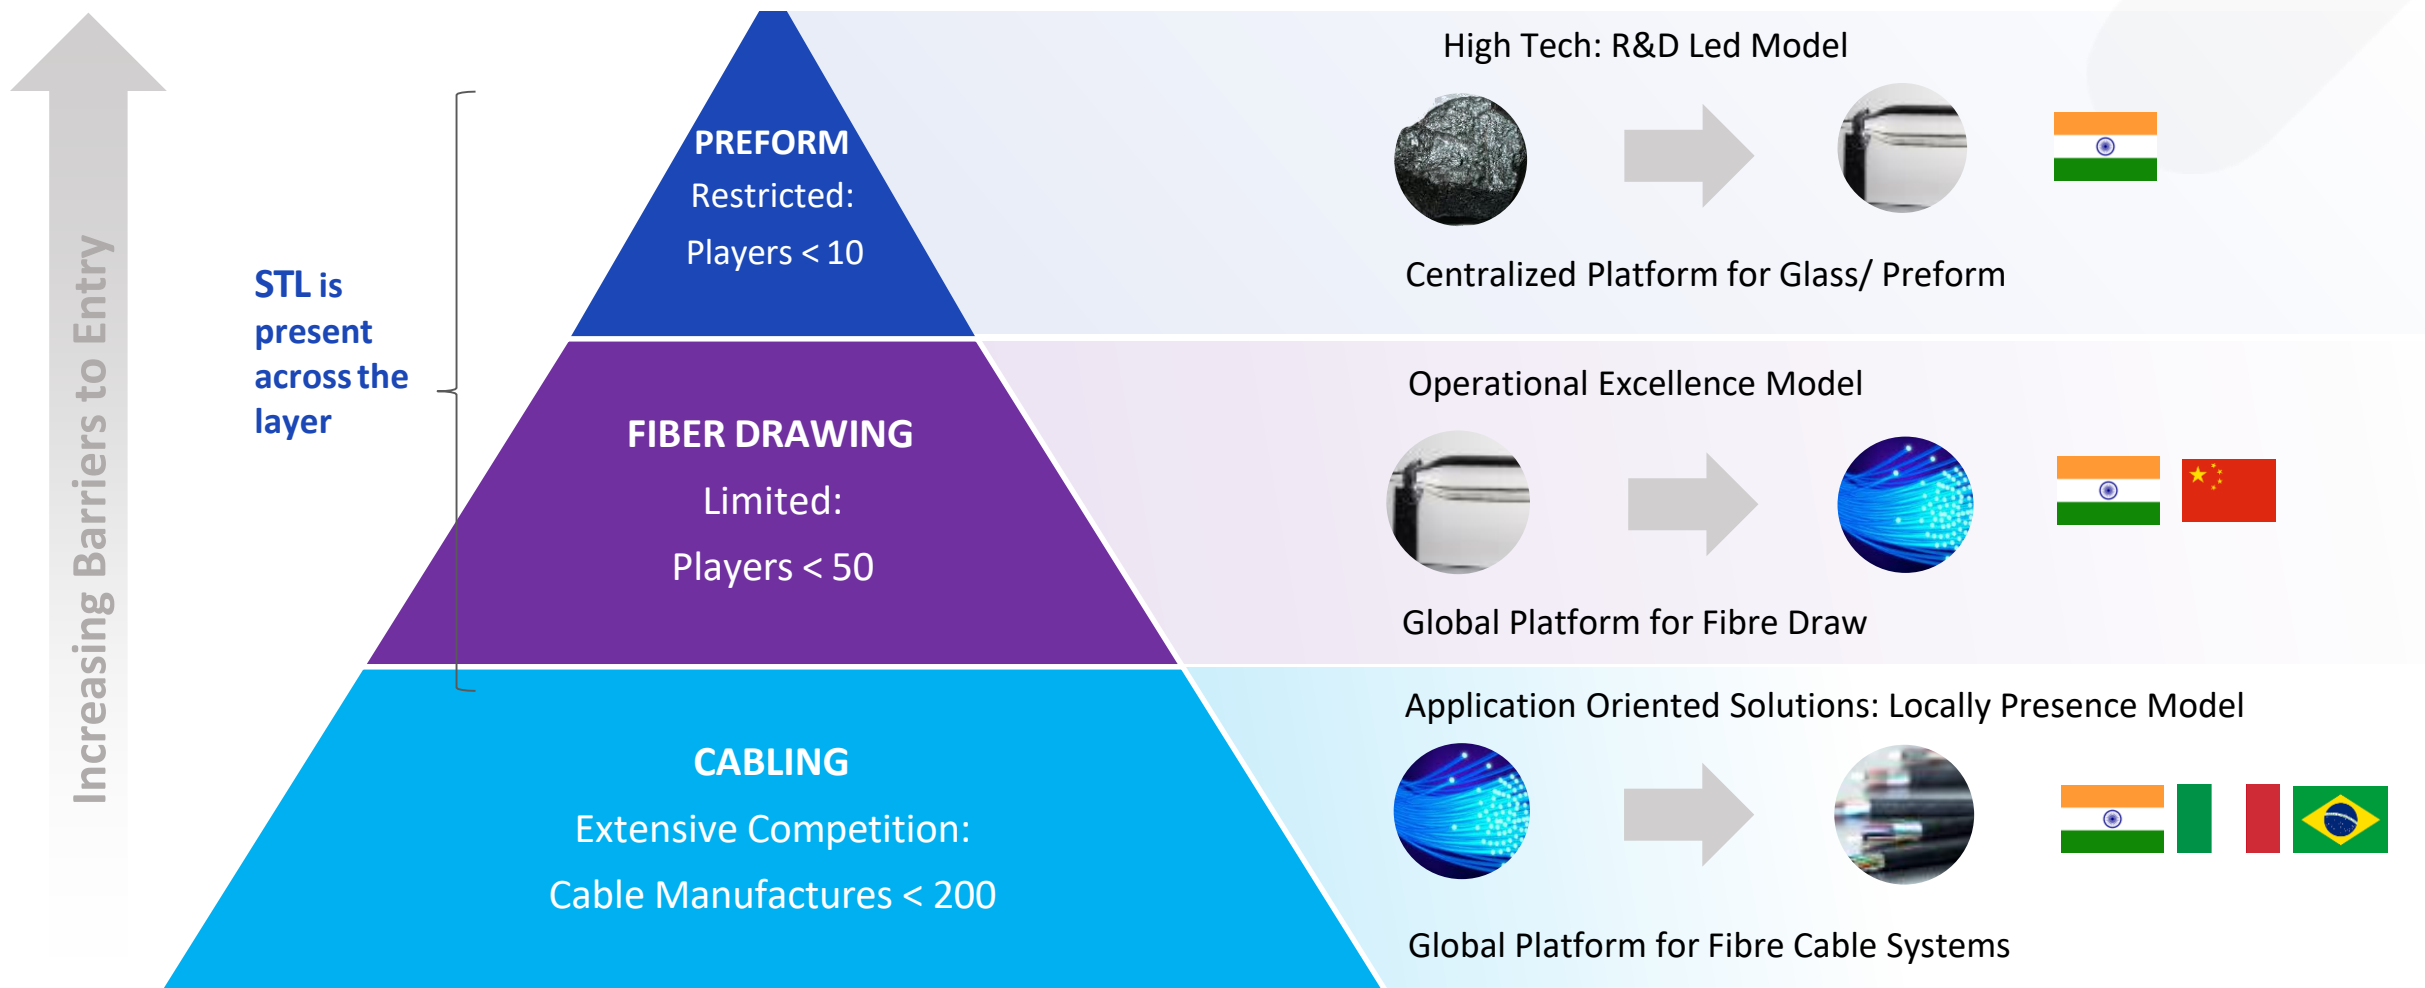 Increasing Barriers to Entry
STL is
present
across the
layer
PREFORM
Restricted:
Players < 10
High Tech: R&D Led Model
Centralized Platform for Glass/ Preform
FIBER DRAWING
Limited:
Players < 50
Operational Excellence Model
Global Platform for Fibre Draw
CABLING
Extensive Competition:
Cable Manufactures < 200
Application Oriented Solutions: Locally Presence Model
Global Platform for Fibre Cable Systems